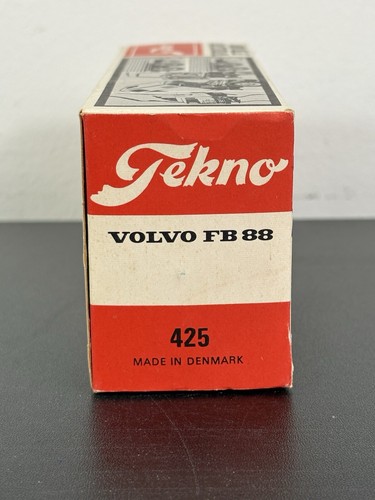 Tekno
VOLVO FB 88
425
MADE IN DENMARK